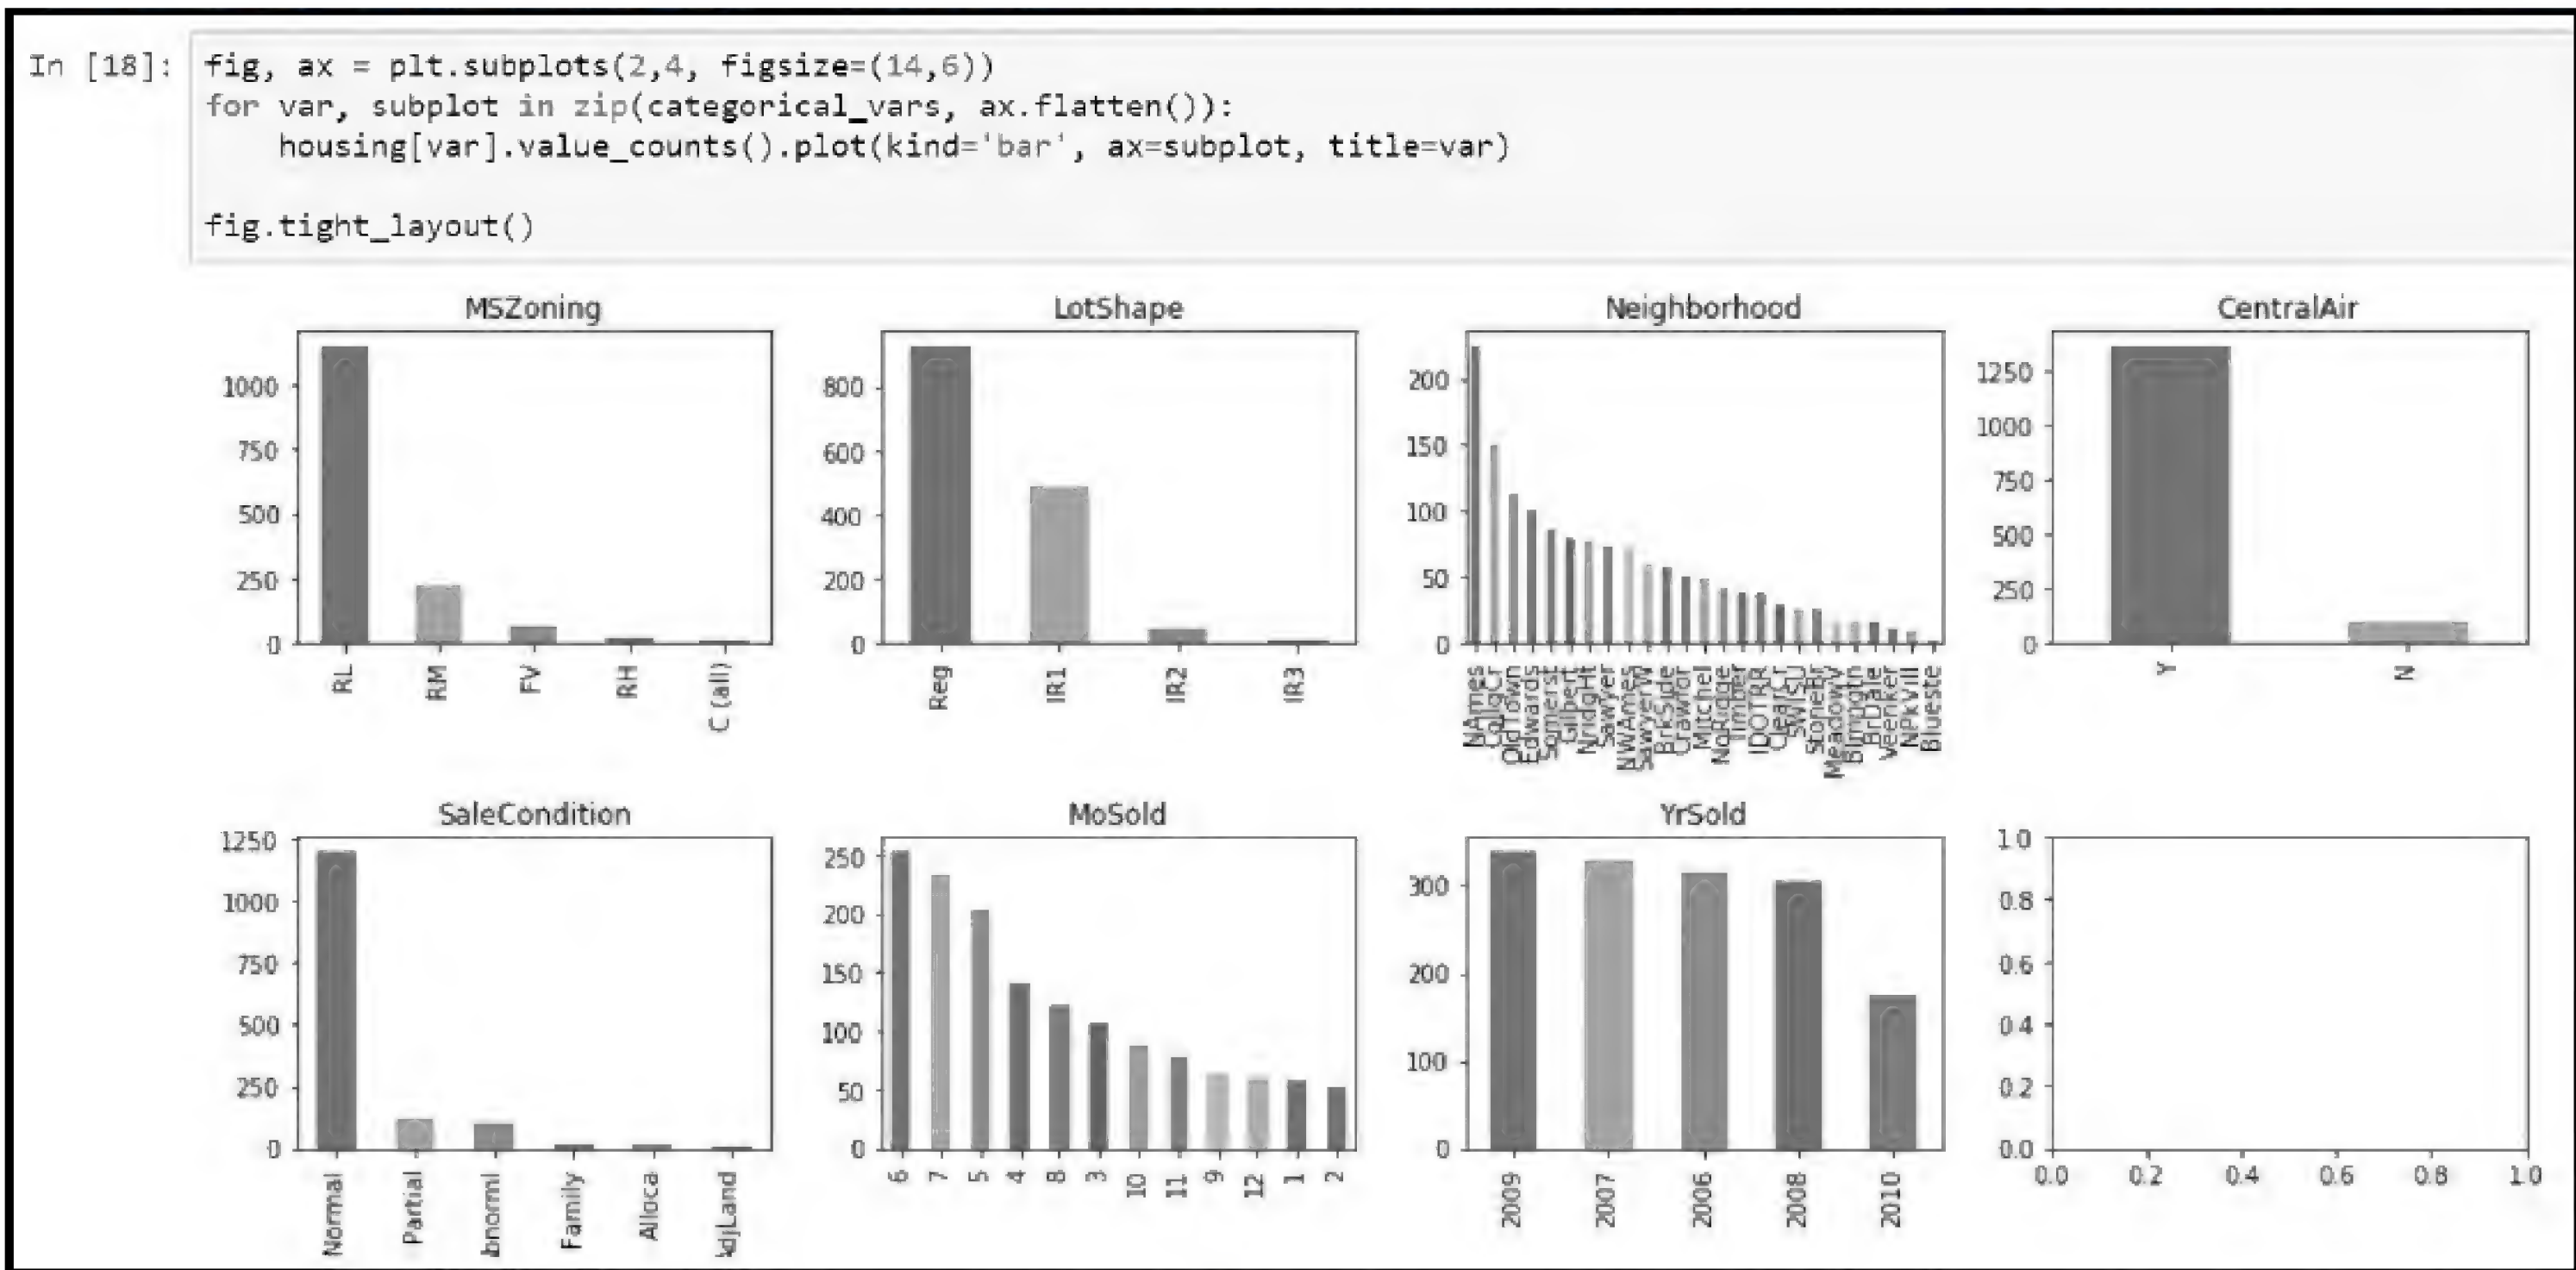 In [18]:
fig, ax = plt.subplots(2,4, figsize=(14,6))
for var, subplot in zip(categorical_vars, ax.flatten()):
    housing[var].value_counts().plot(kind='bar', ax=subplot, title=var)
fig.tight_layout()
MSZoning
1000
750
500
250
0
RL
RM
FV
RH
C (all)
LotShape
800
600
400
200
0
Reg
IR1
IR2
IR3
Neighborhood
200
150
100
50
0
NAmes
CollgCr
OldTown
Edwards
Somerst
Gilbert
NridgHt
Sawyer
NWAmes
SawyerW
BrkSide
Crawfor
Mitchel
NoRidge
Timber
IDOTRR
ClearCr
SWISU
StoneBr
MeadowV
Blmngtn
BrDale
Veenker
NPkVill
Blueste
CentralAir
1250
1000
750
500
250
0
Y
N
SaleCondition
1250
1000
750
500
250
0
Normal
Partial
bnorml
Family
Alloca
AdjLand
MoSold
250
200
150
100
50
0
6
7
5
4
8
3
10
11
9
12
1
2
YrSold
300
200
100
0
2009
2007
2006
2008
2010
1.0
0.8
0.6
0.4
0.2
0.0
0.0
0.2
0.4
0.6
0.8
1.0